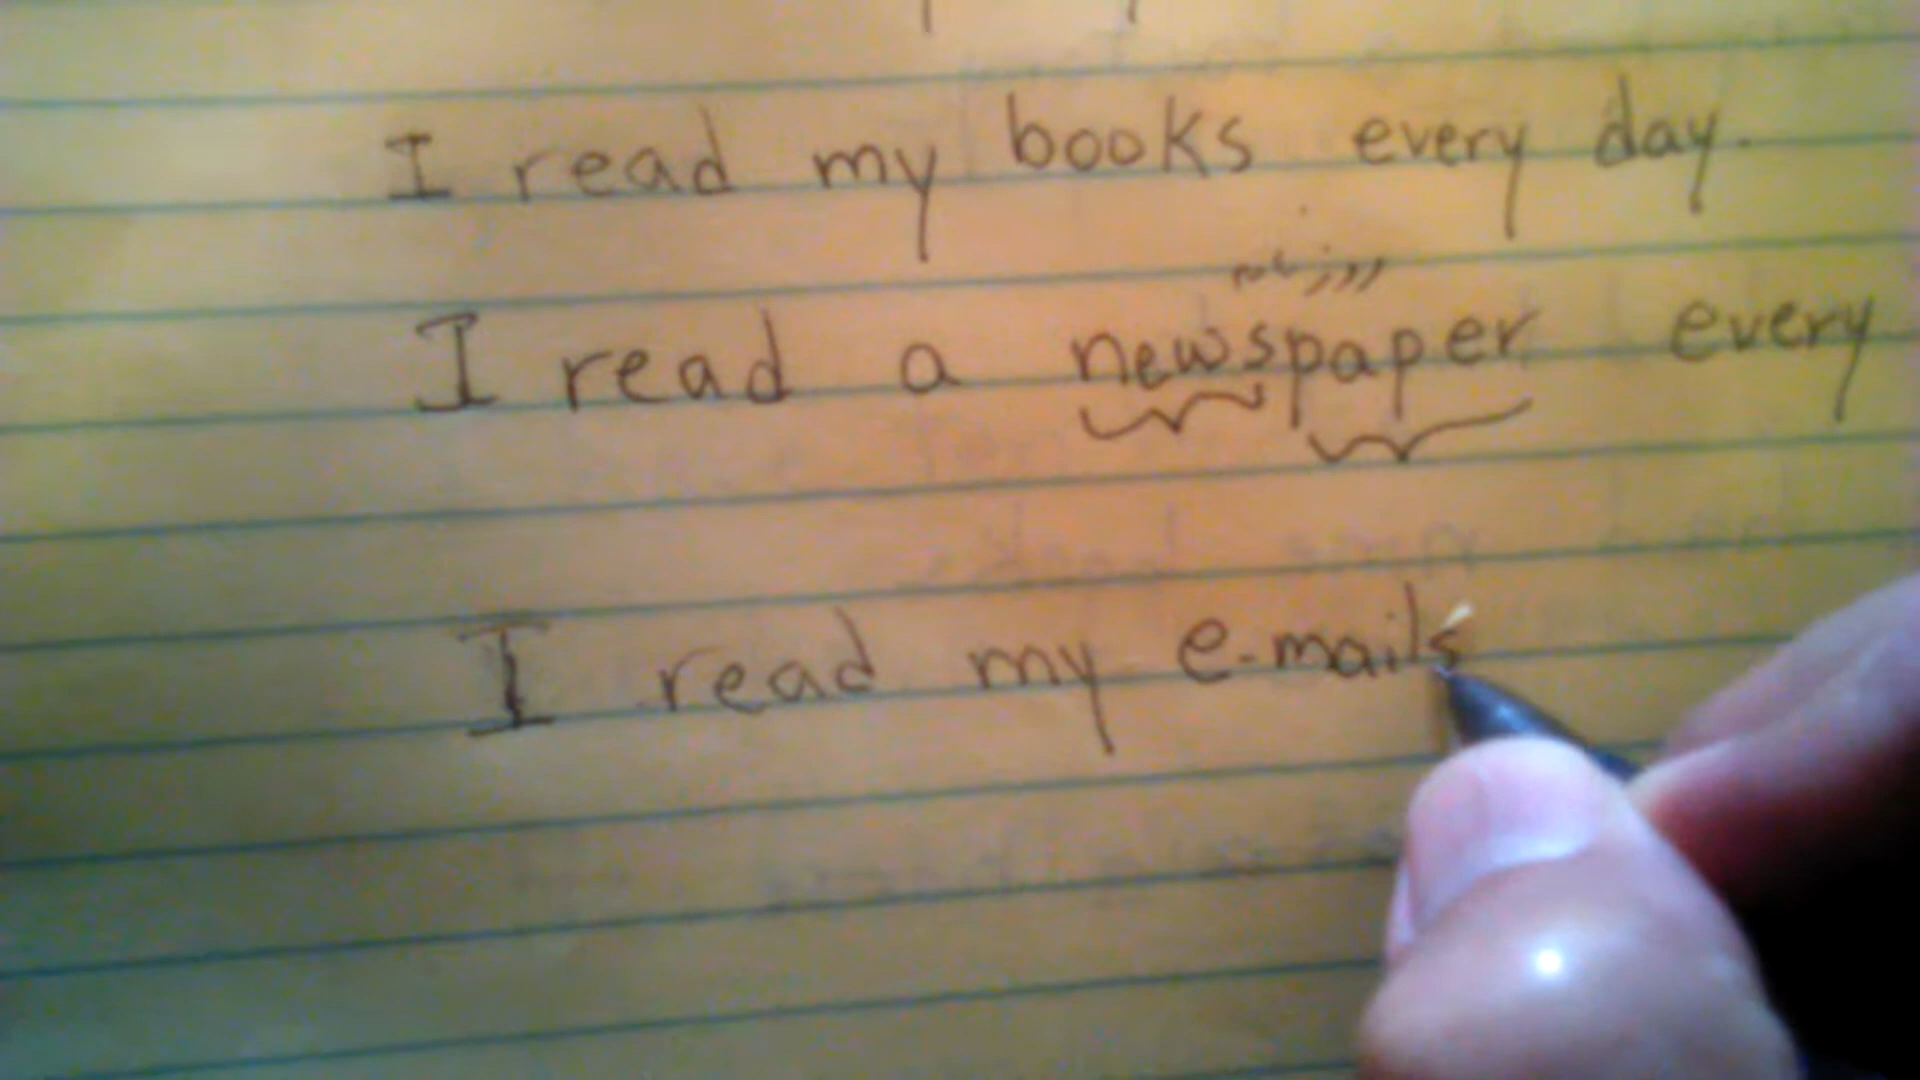 I read my books every day.
I read a newspaper every
I read my e-mails